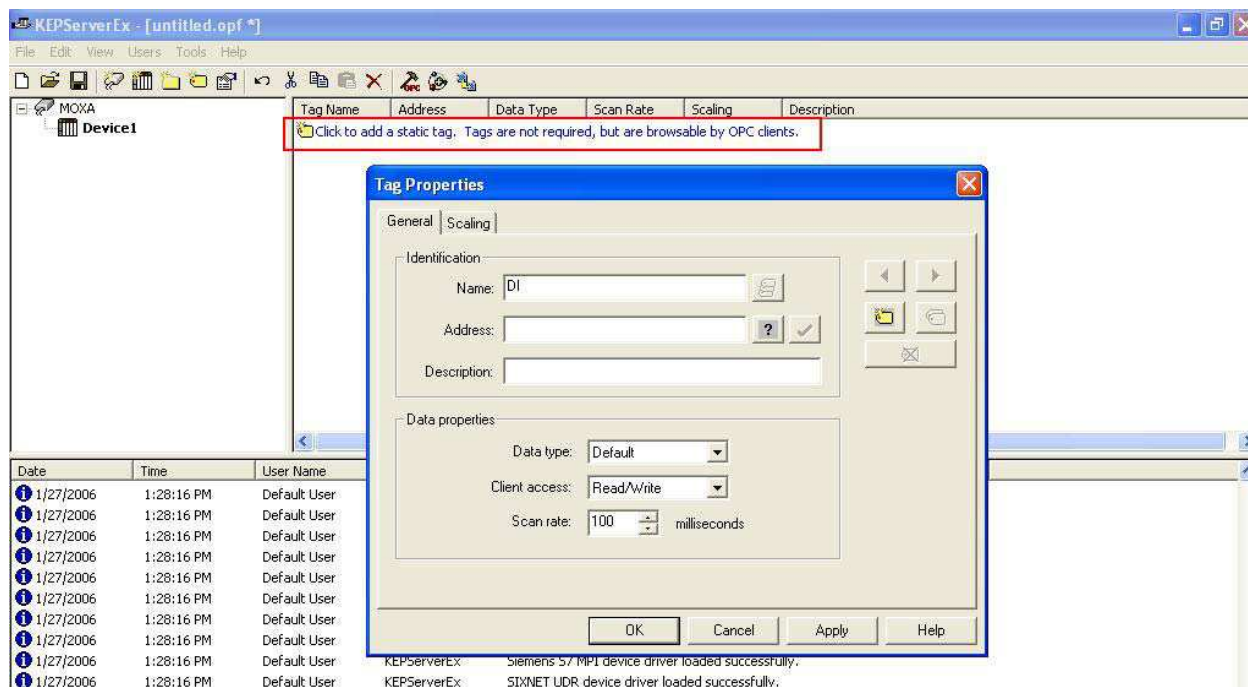 KEPServerEx - [untitled.opf *]
File Edit View Users Tools Help
MOXA
Device1
Tag Name Address Data Type Scan Rate Scaling Description
Click to add a static tag. Tags are not required, but are browsable by OPC clients.
Tag Properties
General Scaling
Identification
Name: DI
Address:
?
Description:
Data properties
Data type: Default
Client access: Read/Write
Scan rate: 100 milliseconds
OK Cancel Apply Help
Date Time User Name
1/27/2006 1:28:16 PM Default User
1/27/2006 1:28:16 PM Default User
1/27/2006 1:28:16 PM Default User
1/27/2006 1:28:16 PM Default User
1/27/2006 1:28:16 PM Default User
1/27/2006 1:28:16 PM Default User
1/27/2006 1:28:16 PM Default User
1/27/2006 1:28:16 PM Default User
1/27/2006 1:28:16 PM Default User KEPServerEx Siemens S7 MPI device driver loaded successfully.
1/27/2006 1:28:16 PM Default User KEPServerEx SIXNET UDR device driver loaded successfully.